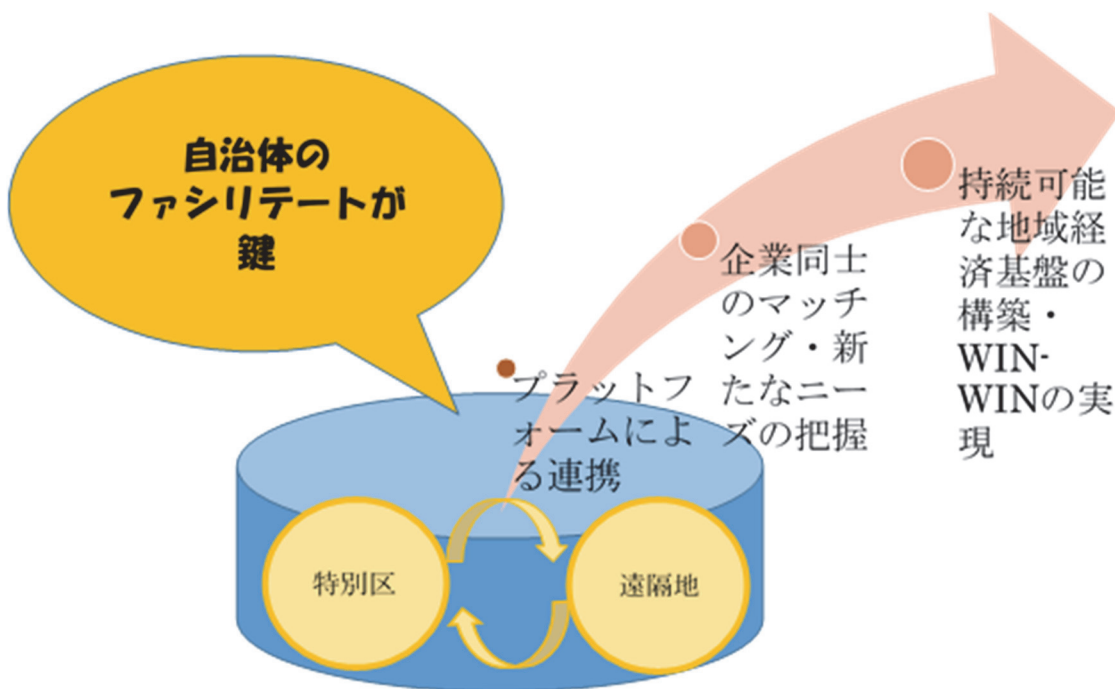 自治体の
ファシリテートが
鍵
プラットフ
ォームによ
る連携
企業同士
のマッチ
ング・新
たなニー
ズの把握
持続可能
な地域経
済基盤の
構築・
WIN-
WINの実
現
特別区
遠隔地